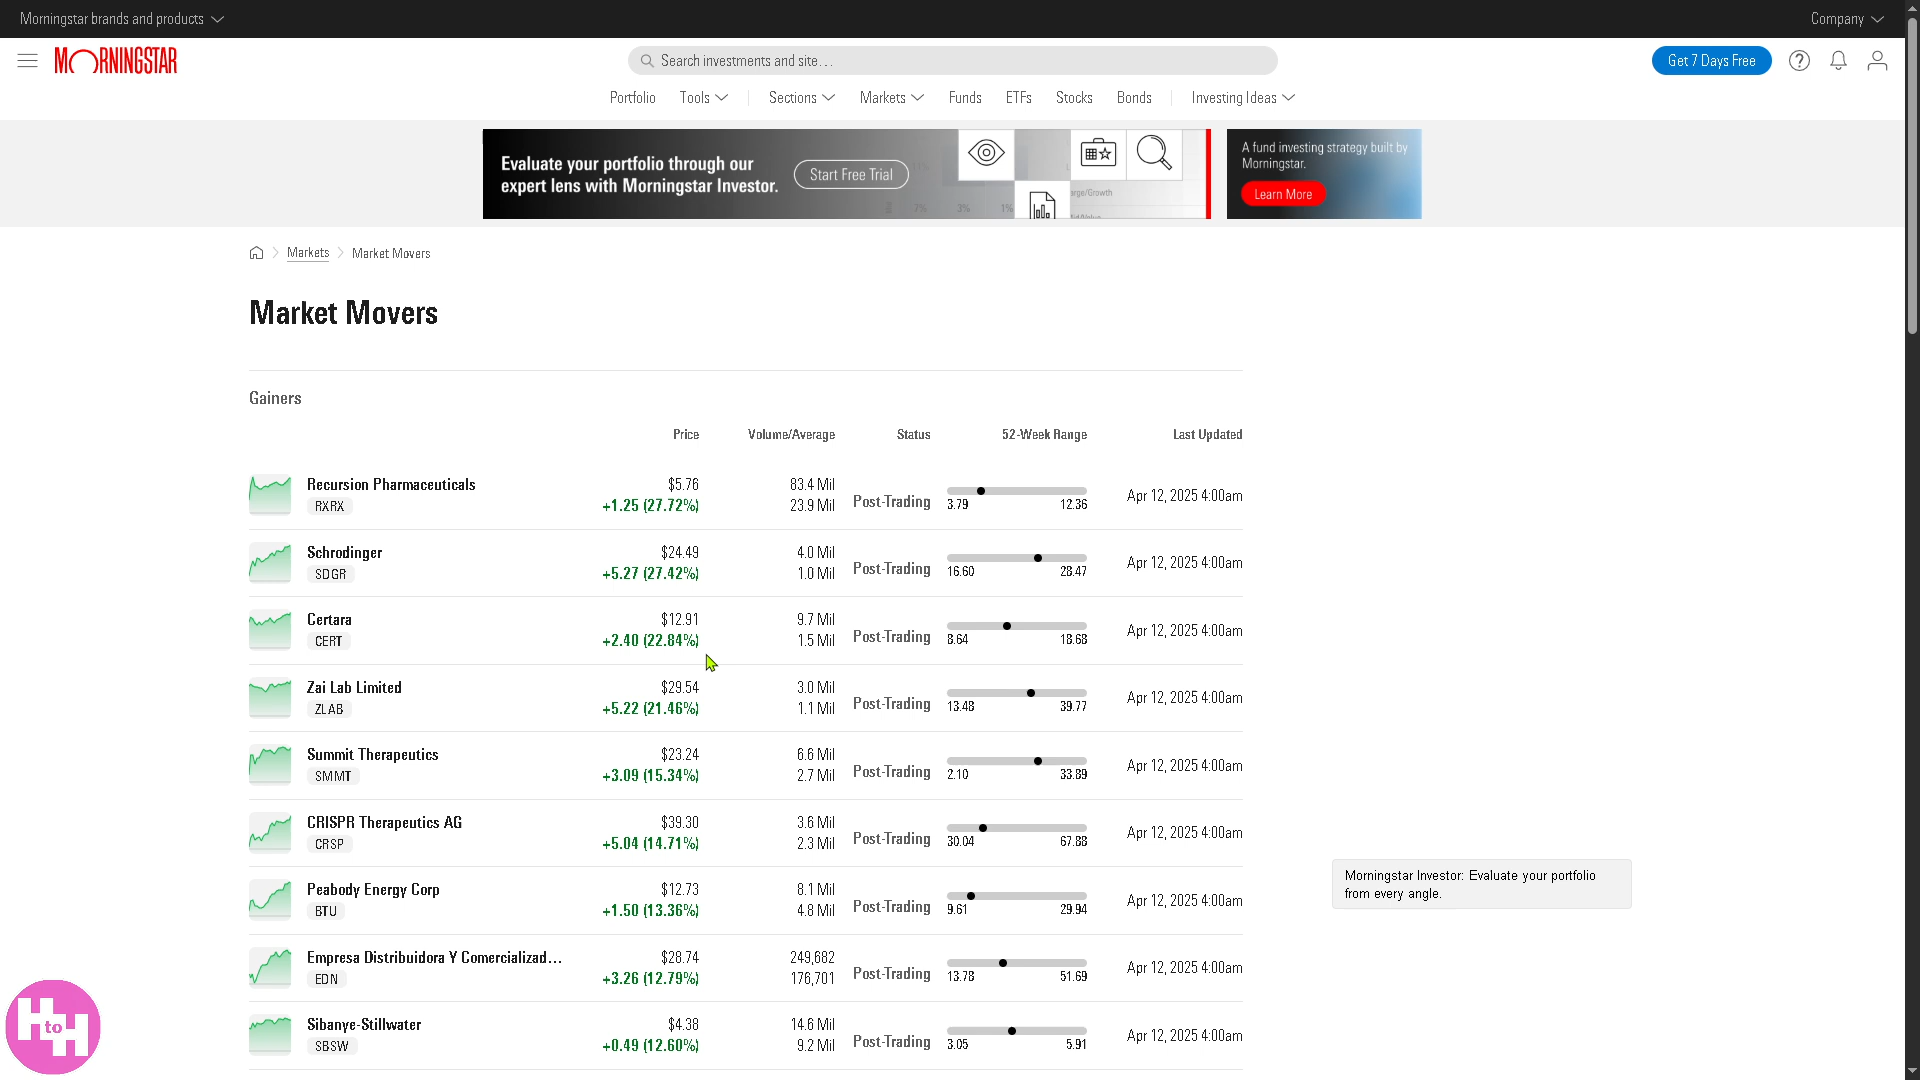 Morningstar brands and products
Company
MORNINGSTAR
Search investments and site…
Get 7 Days Free
Portfolio Tools Sections Markets Funds ETFs Stocks Bonds Investing Ideas
Evaluate your portfolio through our
expert lens with Morningstar Investor.
Start Free Trial
A fund investing strategy built by
Morningstar.
Learn More
Markets Market Movers
Market Movers
Gainers
Price Volume/Average Status 52-Week Range Last Updated
Recursion Pharmaceuticals $5.76 83.4 Mil
RXRX +1.25 (27.72%) 23.9 Mil Post-Trading 3.79 12.36 Apr 12, 2025 4:00am
Schrodinger $24.49 4.0 Mil
SDGR +5.27 (27.42%) 1.0 Mil Post-Trading 16.60 28.47 Apr 12, 2025 4:00am
Certara $12.91 9.7 Mil
CERT +2.40 (22.84%) 1.5 Mil Post-Trading 8.64 18.68 Apr 12, 2025 4:00am
Zai Lab Limited $29.54 3.0 Mil
ZLAB +5.22 (21.46%) 1.1 Mil Post-Trading 13.48 39.77 Apr 12, 2025 4:00am
Summit Therapeutics $23.24 6.6 Mil
SMMT +3.09 (15.34%) 2.7 Mil Post-Trading 2.10 33.89 Apr 12, 2025 4:00am
CRISPR Therapeutics AG $39.30 3.6 Mil
CRSP +5.04 (14.71%) 2.3 Mil Post-Trading 30.04 67.88 Apr 12, 2025 4:00am
Peabody Energy Corp $12.73 8.1 Mil
BTU +1.50 (13.36%) 4.8 Mil Post-Trading 9.61 29.94 Apr 12, 2025 4:00am
Empresa Distribuidora Y Comercializad… $28.74 249,682
EDN +3.26 (12.79%) 176,701 Post-Trading 13.78 51.69 Apr 12, 2025 4:00am
Sibanye-Stillwater $4.38 14.6 Mil
SBSW +0.49 (12.60%) 9.2 Mil Post-Trading 3.05 5.91 Apr 12, 2025 4:00am
Morningstar Investor: Evaluate your portfolio
from every angle.
H to H